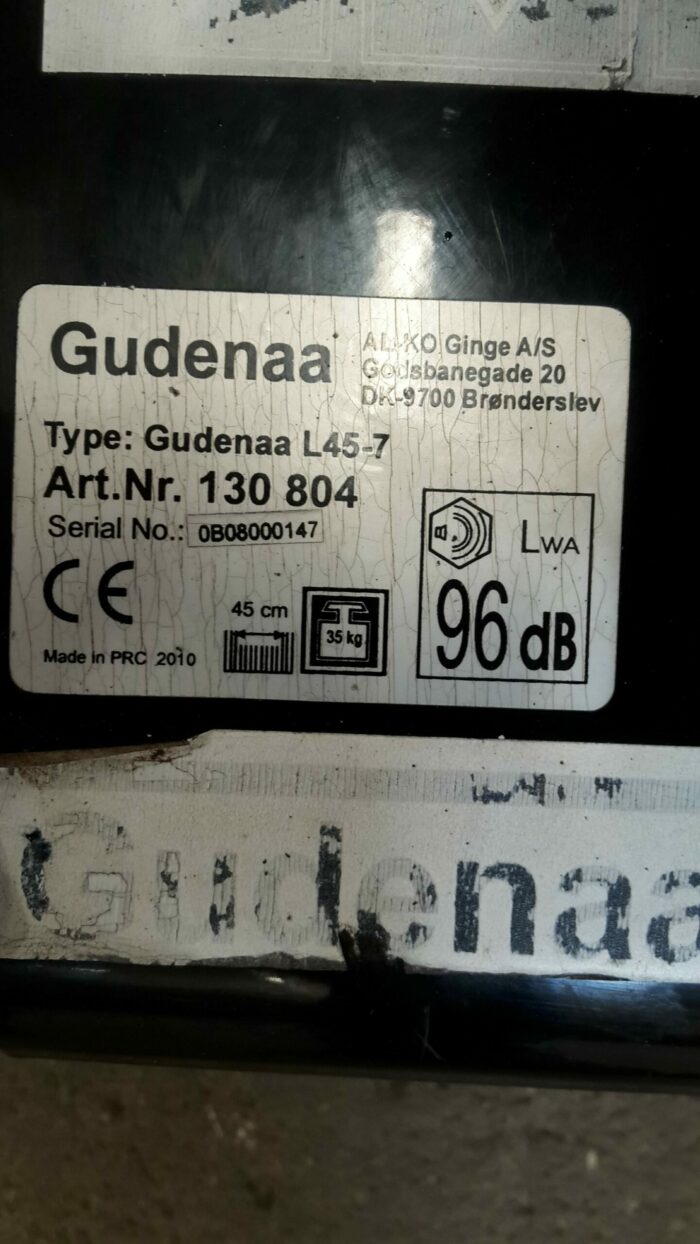 Gudenaa
AL-KO Ginge A/S
Godsbanegade 20
DK-9700 Brønderslev
Type: Gudenaa L45-7
Art.Nr. 130 804
Serial No.: 0B08000147
CE
LWA
96 dB
45 cm
35 kg
Made in PRC 2010
Gudenaa